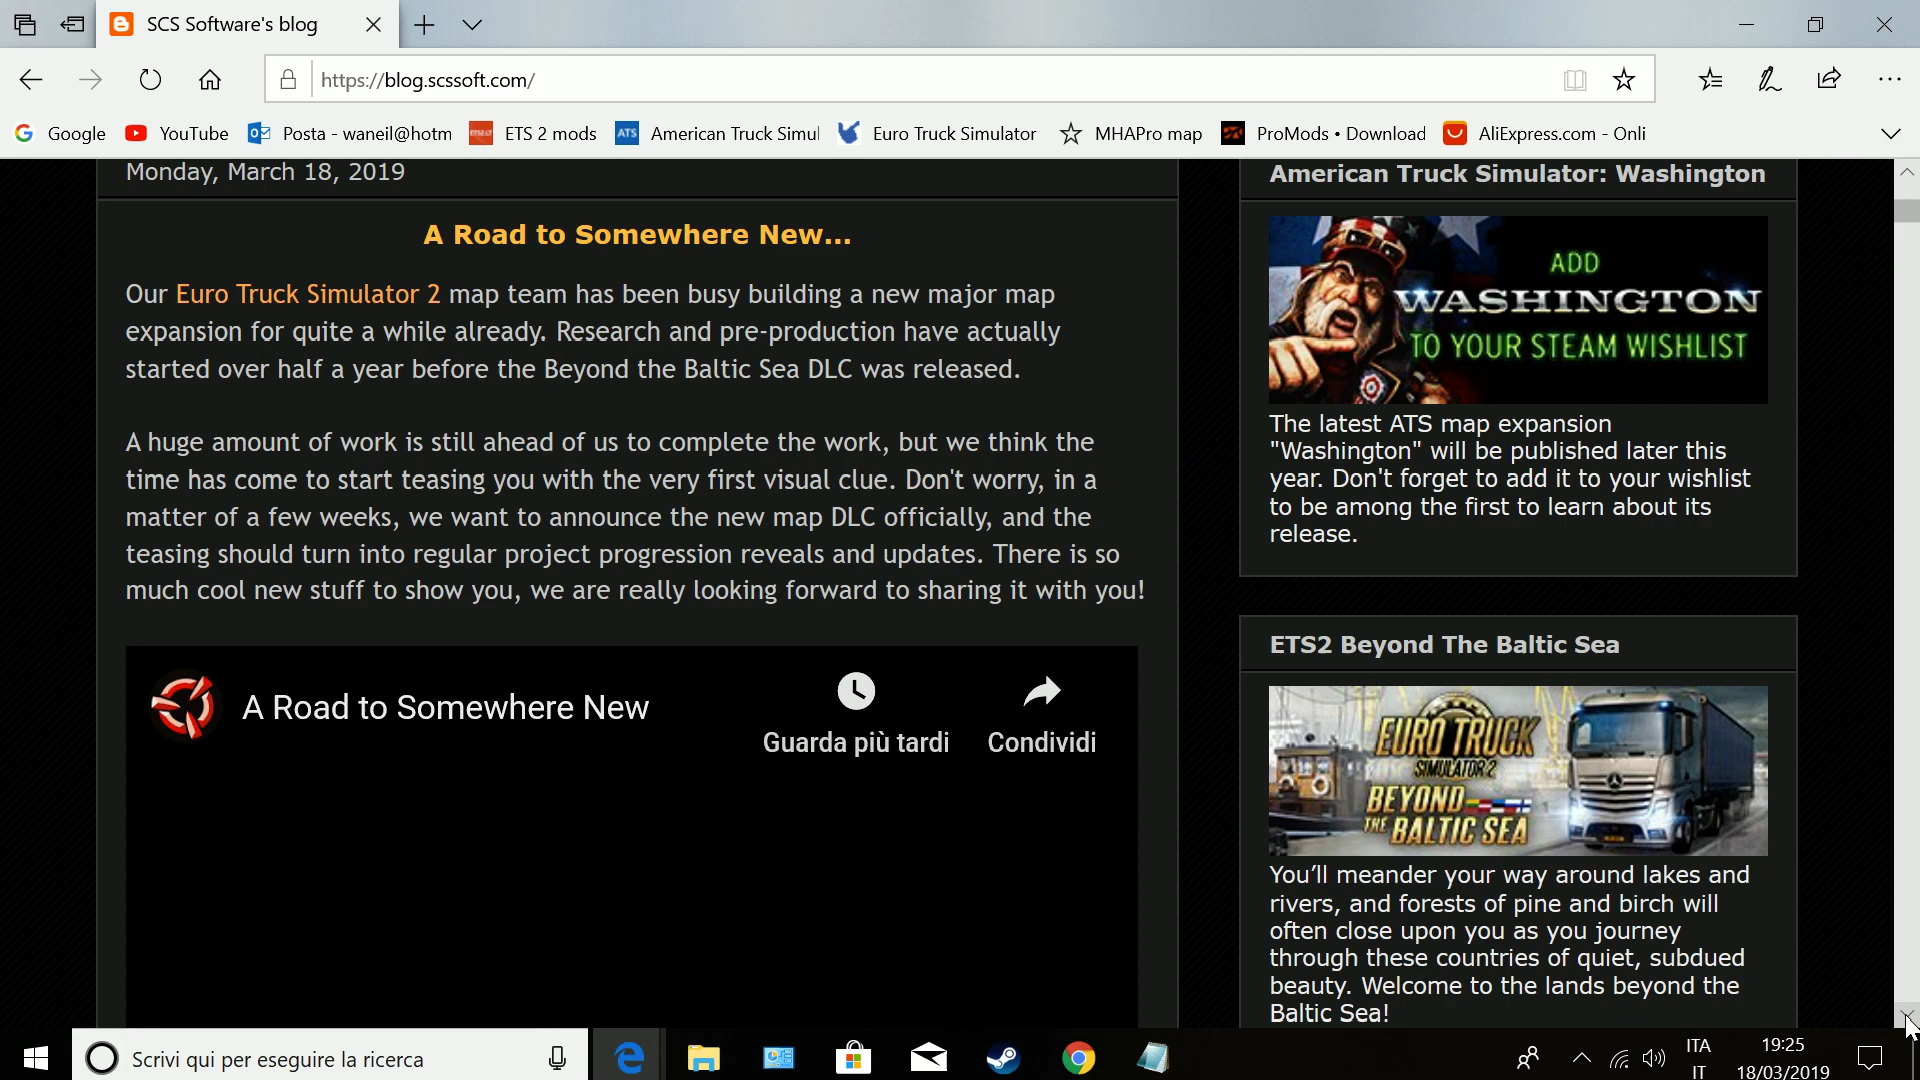 SCS Software's blog
https://blog.scssoft.com/
Google
YouTube
Posta - waneil@hotm
ETS 2 mods
ATS
American Truck Simul
Euro Truck Simulator
MHAPro map
ProMods • Download
AliExpress.com - Onli
Monday, March 18, 2019
A Road to Somewhere New...
Our Euro Truck Simulator 2 map team has been busy building a new major map
expansion for quite a while already. Research and pre-production have actually
started over half a year before the Beyond the Baltic Sea DLC was released.
A huge amount of work is still ahead of us to complete the work, but we think the
time has come to start teasing you with the very first visual clue. Don't worry, in a
matter of a few weeks, we want to announce the new map DLC officially, and the
teasing should turn into regular project progression reveals and updates. There is so
much cool new stuff to show you, we are really looking forward to sharing it with you!
A Road to Somewhere New
Guarda più tardi
Condividi
American Truck Simulator: Washington
ADD
WASHINGTON
TO YOUR STEAM WISHLIST
The latest ATS map expansion
"Washington" will be published later this
year. Don't forget to add it to your wishlist
to be among the first to learn about its
release.
ETS2 Beyond The Baltic Sea
EURO TRUCK
SIMULATOR 2
BEYOND
THE BALTIC SEA
You’ll meander your way around lakes and
rivers, and forests of pine and birch will
often close upon you as you journey
through these countries of quiet, subdued
beauty. Welcome to the lands beyond the
Baltic Sea!
Scrivi qui per eseguire la ricerca
ITA
IT
19:25
18/03/2019